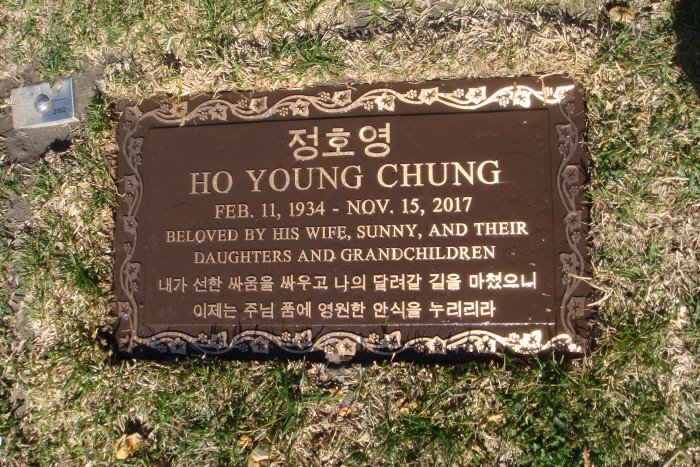 정호영
HO YOUNG CHUNG
FEB. 11, 1934 - NOV. 15, 2017
BELOVED BY HIS WIFE, SUNNY, AND THEIR
DAUGHTERS AND GRANDCHILDREN
내가 선한 싸움을 싸우고 나의 달려갈 길을 마쳤으니
이제는 주님 품에 영원한 안식을 누리리라